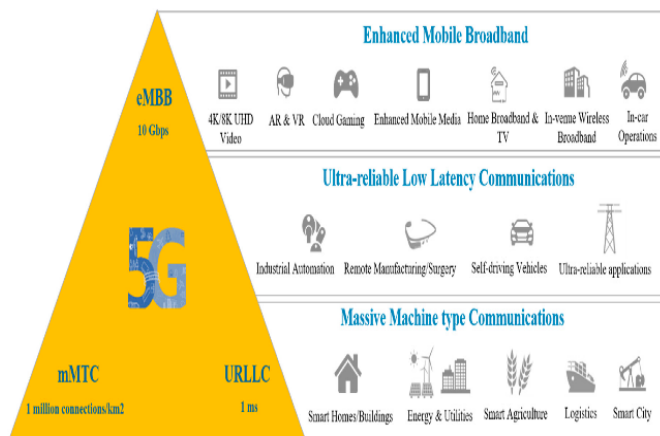 Enhanced Mobile Broadband
eMBB
10 Gbps
4K/8K UHD
Video
AR & VR
Cloud Gaming
Enhanced Mobile Media
Home Broadband &
TV
In-venue Wireless
Broadband
In-car
Operations
Ultra-reliable Low Latency Communications
5G
Industrial Automation
Remote Manufacturing/Surgery
Self-driving Vehicles
Ultra-reliable applications
Massive Machine type Communications
mMTC
1 million connections/km2
URLLC
1 ms
Smart Homes/Buildings
Energy & Utilities
Smart Agriculture
Logistics
Smart City